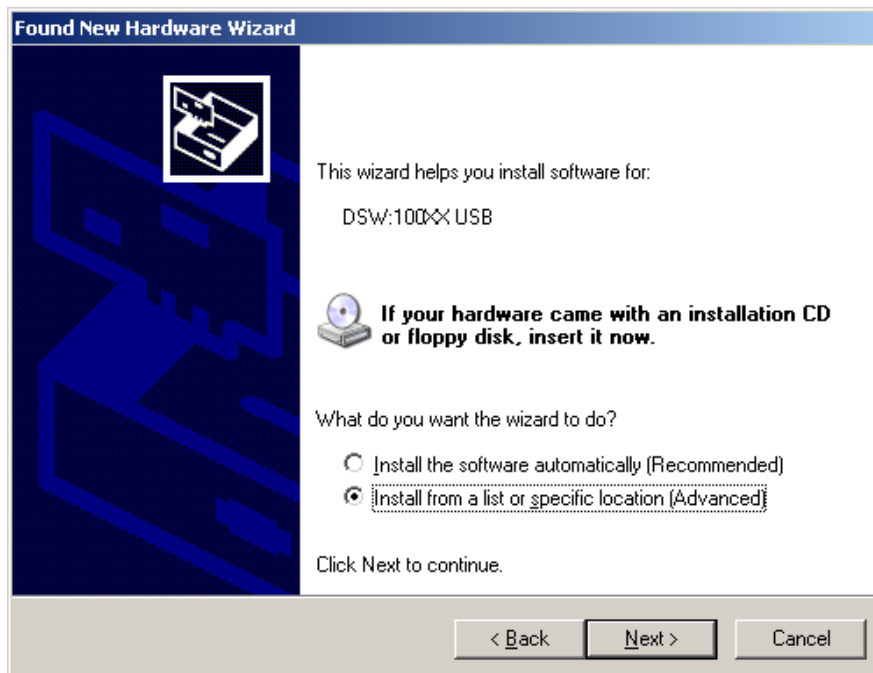 Found New Hardware Wizard
This wizard helps you install software for:
DSW:100XX USB
If your hardware came with an installation CD
or floppy disk, insert it now.
What do you want the wizard to do?
Install the software automatically (Recommended)
Install from a list or specific location (Advanced)
Click Next to continue.
< Back Next > Cancel